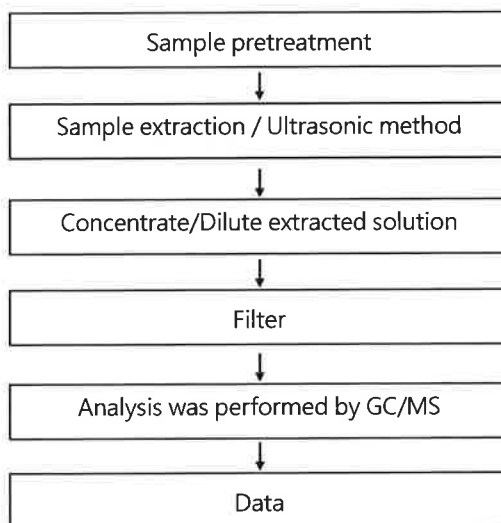 Sample pretreatment
Sample extraction / Ultrasonic method
Concentrate/Dilute extracted solution
Filter
Analysis was performed by GC/MS
Data